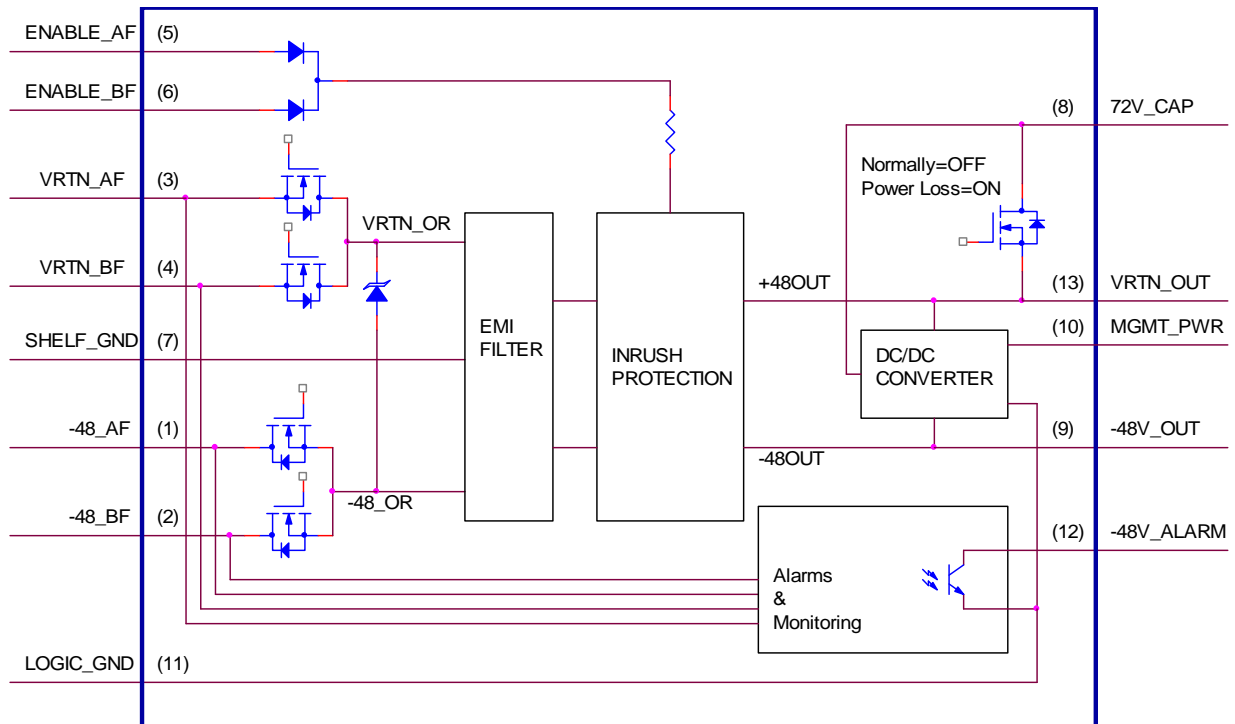 ENABLE_AF (5)
ENABLE_BF (6)
(8) 72V_CAP
Normally=OFF
Power Loss=ON
VRTN_AF (3)
VRTN_OR
VRTN_BF (4)
+48OUT
(13) VRTN_OUT
EMI
FILTER
INRUSH
PROTECTION
(10) MGMT_PWR
SHELF_GND (7)
DC/DC
CONVERTER
-48_AF (1)
(9) -48V_OUT
-48OUT
-48_OR
-48_BF (2)
(12) -48V_ALARM
Alarms
&
Monitoring
LOGIC_GND (11)